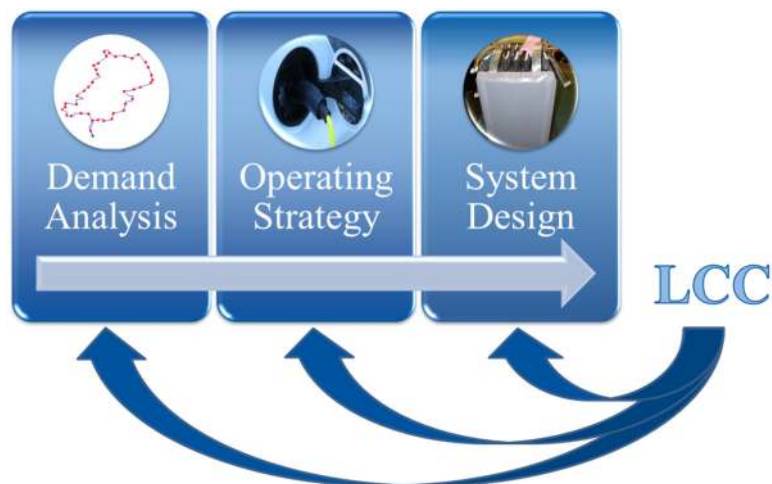 Demand
Analysis
Operating
Strategy
System
Design
LCC